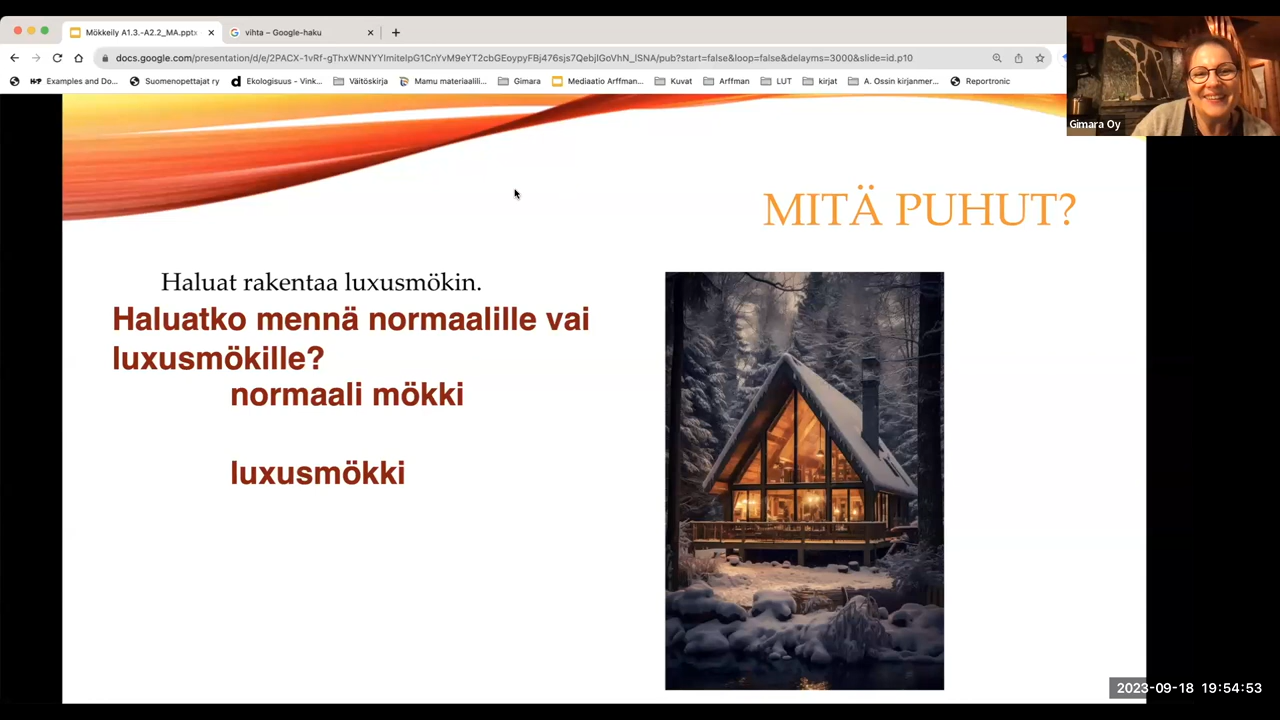 Mökkeily A1.3.-A2.2_MA.pptx
vihta – Google-haku
docs.google.com/presentation/d/e/2PACX-1vRf-gThxWNNYYImitelpG1CnYvM9eYT2cbGEoypyFBj476sjs7QebjlGoVhN_lSNA/pub?start=false&loop=false&delayms=3000&slide=id.p10
Examples and Do... Suomenopettajat ry Ekologisuus - Vink... Väitöskirja Mamu materiaalil... Gimara Mediaatio Arffman... Kuvat Arffman LUT kirjat A. Ossin kirjanmer... Reportronic
Gimara Oy
MITÄ PUHUT?
Haluat rakentaa luxusmökin.
Haluatko mennä normaalille vai
luxusmökille?
normaali mökki
luxusmökki
2023-09-18 19:54:53